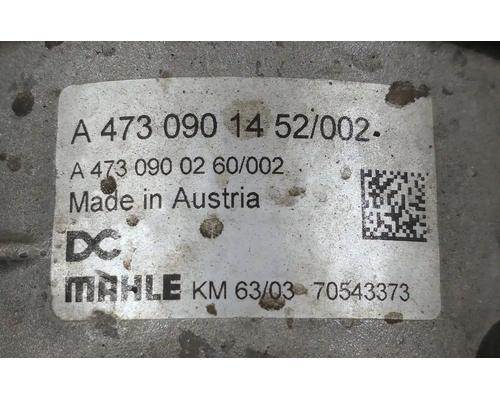 A 473 090 14 52/002
A 473 090 02 60/002
Made in Austria
DC
MAHLE KM 63/03 70543373